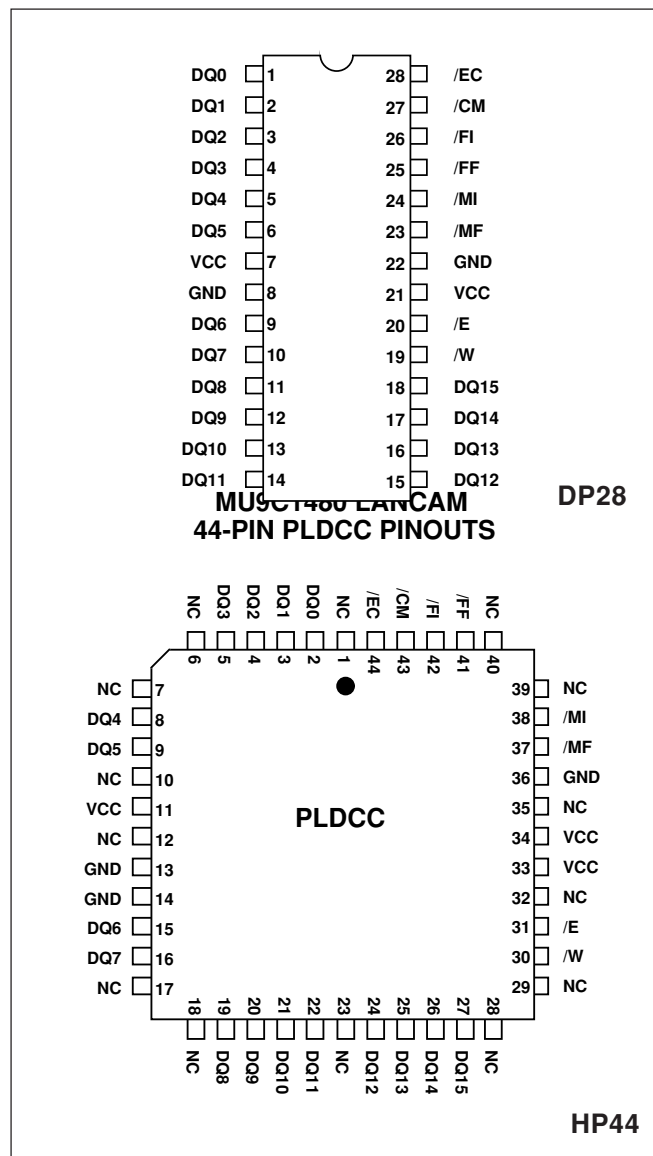 DQ0 1 28 /EC
DQ1 2 27 /CM
DQ2 3 26 /FI
DQ3 4 25 /FF
DQ4 5 24 /MI
DQ5 6 23 /MF
VCC 7 22 GND
GND 8 21 VCC
DQ6 9 20 /E
DQ7 10 19 /W
DQ8 11 18 DQ15
DQ9 12 17 DQ14
DQ10 13 16 DQ13
DQ11 14 15 DQ12
DP28
MU9C1480 LANCAM
44-PIN PLDCC PINOUTS
NC DQ3 DQ2 DQ1 DQ0 NC /EC /CM /FI /FF NC
6 5 4 3 2 1 44 43 42 41 40
NC 7 39 NC
DQ4 8 38 /MI
DQ5 9 37 /MF
NC 10 36 GND
VCC 11 35 NC
PLDCC
NC 12 34 VCC
GND 13 33 VCC
GND 14 32 NC
DQ6 15 31 /E
DQ7 16 30 /W
NC 17 29 NC
18 19 20 21 22 23 24 25 26 27 28
NC DQ8 DQ9 DQ10 DQ11 NC DQ12 DQ13 DQ14 DQ15 NC
HP44